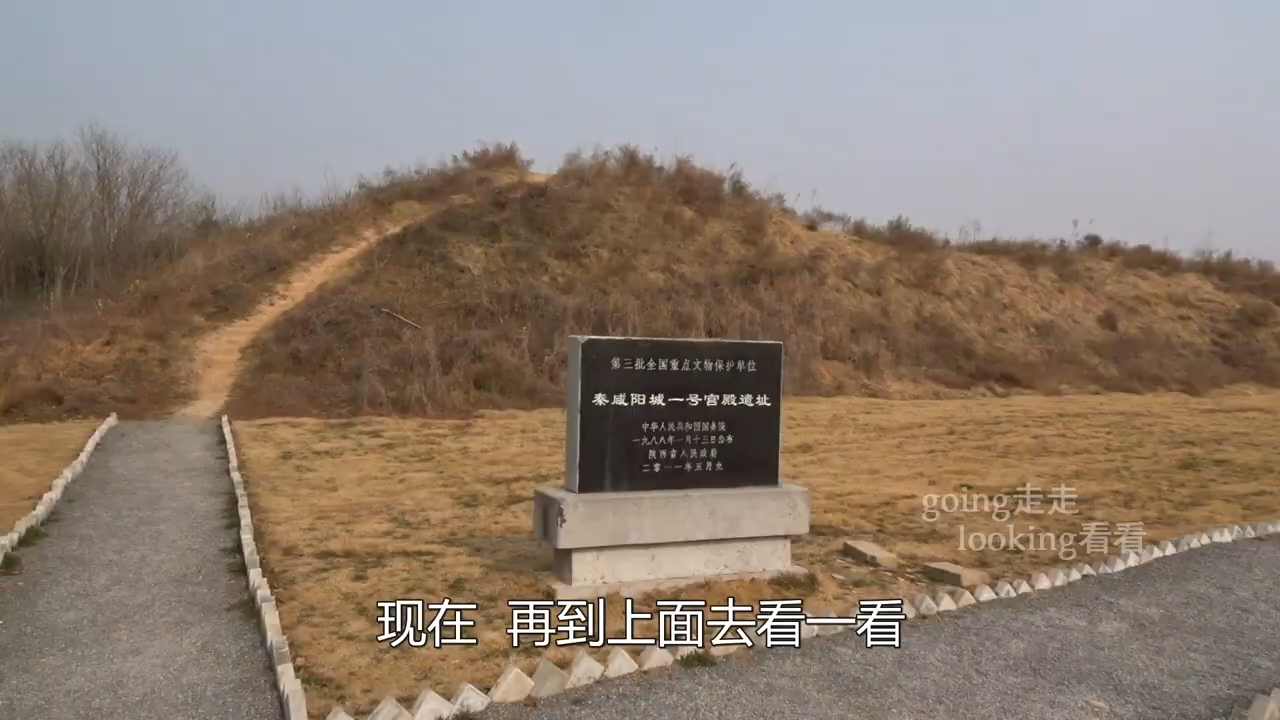 第三批全国重点文物保护单位
秦咸阳城一号宫殿遗址
中华人民共和国国务院
一九八八年一月十三日公布
陕西省人民政府
二零一一年五月立
going走走
looking看看
现在 再到上面去看一看